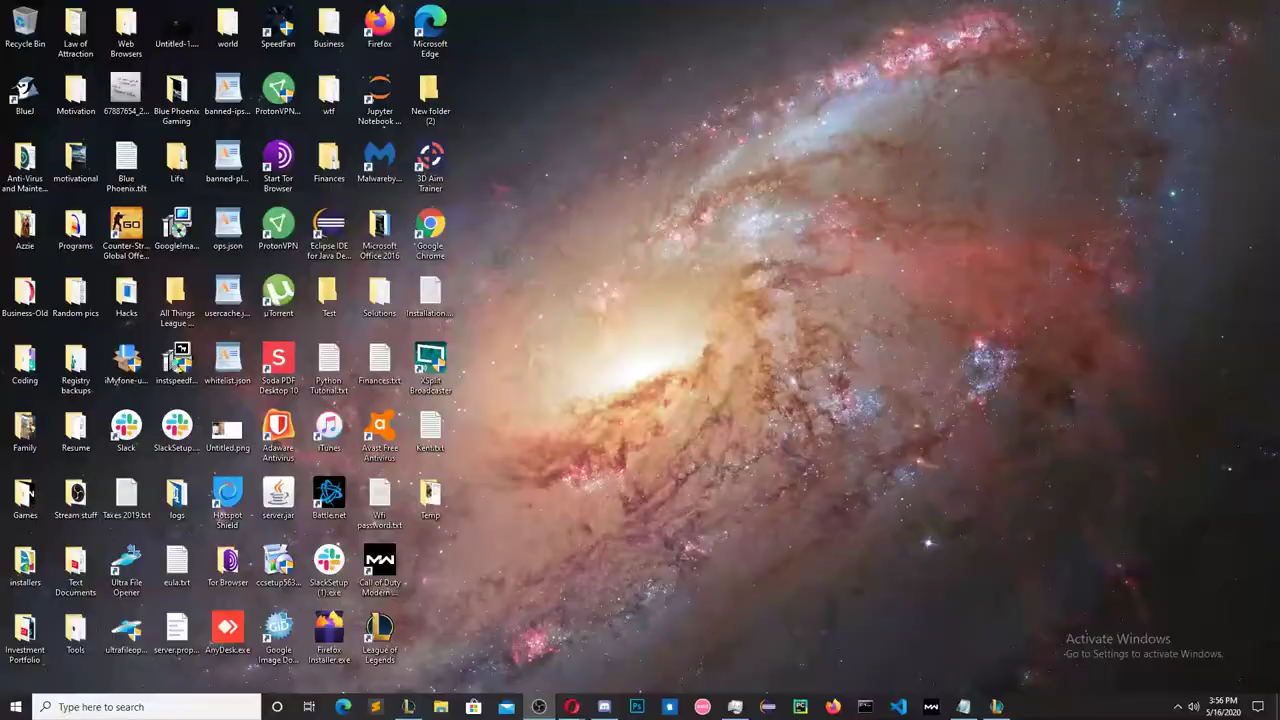 Recycle Bin
Law of
Attraction
Web
Browsers
Untitled-1....
world
SpeedFan
Business
Firefox
Microsoft
Edge
BlueJ
Motivation
67887654_2...
Blue Phoenix
Gaming
banned-ips...
ProtonVPN...
wtf
Jupyter
Notebook ...
New folder
(2)
Anti-Virus
and Mainte...
motivational
Blue
Phoenix.txt
Life
banned-pl...
Start Tor
Browser
Finances
Malwareby...
3D Aim
Trainer
Azzie
Programs
Counter-Str...
Global Offe...
GoogleIma...
ops.json
ProtonVPN
Eclipse IDE
for Java De...
Microsoft
Office 2016
Google
Chrome
Business-Old
Random pics
Hacks
All Things
League ...
usercache.j...
µTorrent
Test
Solutions
Installation...
Coding
Registry
backups
iMyfone-u...
instspeedf...
whitelist.json
Soda PDF
Desktop 10
Python
Tutorial.txt
Finances.txt
XSplit
Broadcaster
Family
Resume
Slack
SlackSetup....
Untitled.png
Adaware
Antivirus
iTunes
Avast Free
Antivirus
Kent.txt
Games
Stream stuff
Taxes 2019.txt
logs
Hotspot
Shield
server.jar
Battle.net
Wfi
password.txt
Temp
installers
Text
Documents
Ultra File
Opener
eula.txt
Tor Browser
ccsetup563...
SlackSetup
(1).exe
Call of Duty
Modern ...
Investment
Portfolio
Tools
ultrafileop...
server.prop...
AnyDesk.exe
Google
Image Do...
Firefox
Installer.exe
League of
Legends
Activate Windows
Go to Settings to activate Windows.
Type here to search
3:56 PM
5/16/2020